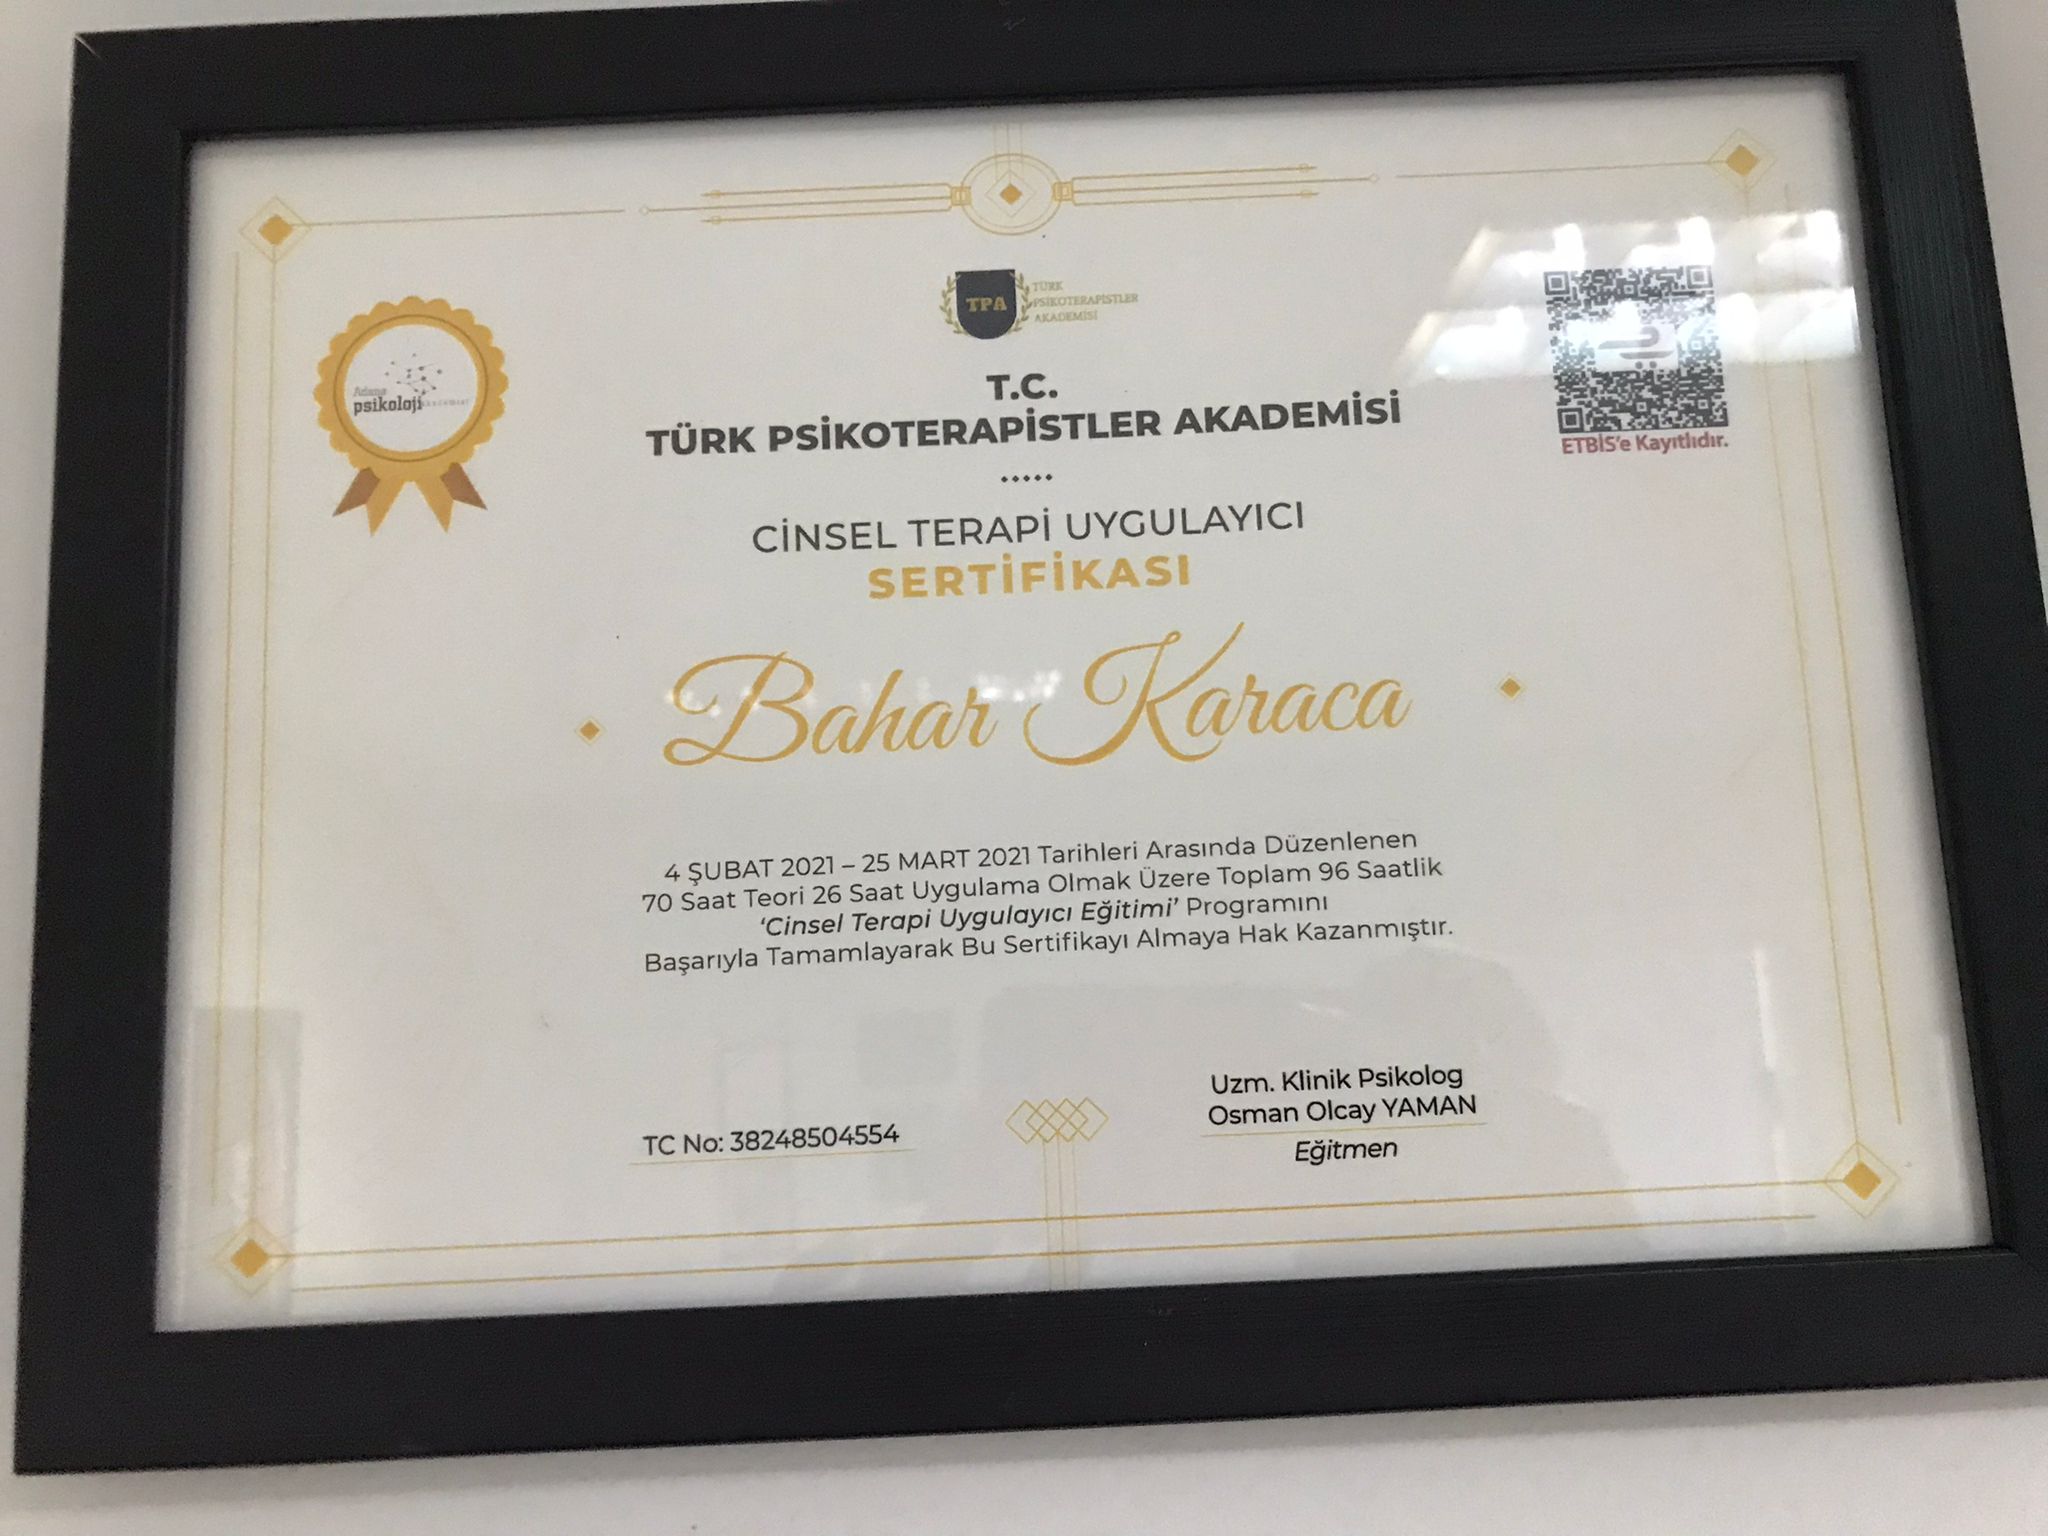 TPA
TÜRK
PSİKOTERAPİSTLER
AKADEMİSİ
Adana
psikoloji
akademisi
ETBİS'e Kayıtlıdır.
T.C.
TÜRK PSİKOTERAPİSTLER AKADEMİSİ
CİNSEL TERAPİ UYGULAYICI
SERTİFİKASI
Bahar Karaca
4 ŞUBAT 2021 – 25 MART 2021 Tarihleri Arasında Düzenlenen
70 Saat Teori 26 Saat Uygulama Olmak Üzere Toplam 96 Saatlik
‘Cinsel Terapi Uygulayıcı Eğitimi’ Programını
Başarıyla Tamamlayarak Bu Sertifikayı Almaya Hak Kazanmıştır.
TC No: 38248504554
Uzm. Klinik Psikolog
Osman Olcay YAMAN
Eğitmen